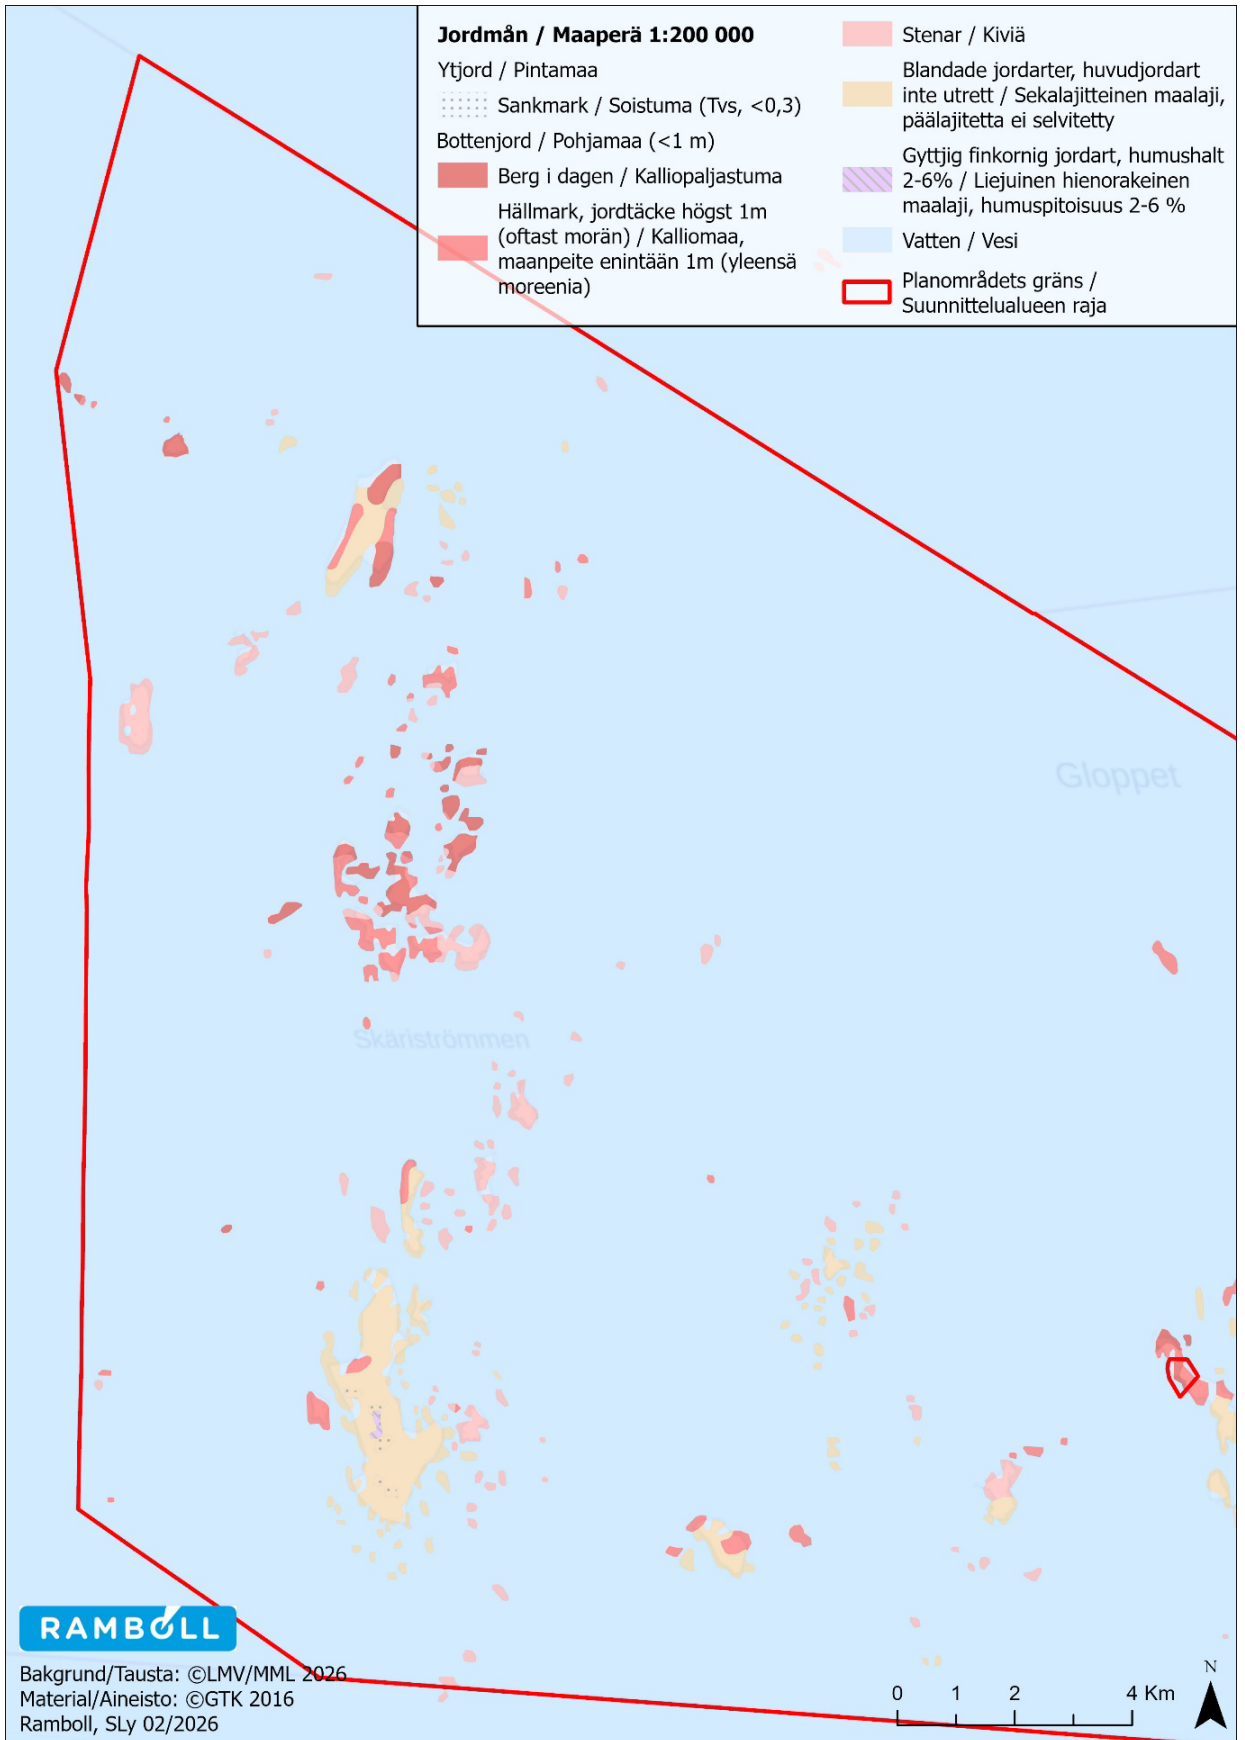 Jordmån / Maaperä 1:200 000
Ytjord / Pintamaa
Sankmark / Soistuma (Tvs, <0,3)
Bottenjord / Pohjamaa (<1 m)
Berg i dagen / Kalliopaljastuma
Hällmark, jordtäcke högst 1m
(oftast morän) / Kalliomaa,
maanpeite enintään 1m (yleensä
moreenia)
Stenar / Kiviä
Blandade jordarter, huvudjordart
inte utrett / Sekalajitteinen maalaji,
päälajitetta ei selvitetty
Gyttjig finkornig jordart, humushalt
2-6% / Liejuinen hienorakeinen
maalaji, humuspitoisuus 2-6 %
Vatten / Vesi
Planområdets gräns /
Suunnittelualueen raja
Gloppet
Skäriströmmen
RAMBOLL
Bakgrund/Tausta: ©LMV/MML 2026
Material/Aineisto: ©GTK 2016
Ramboll, SLy 02/2026
0 1 2 4 Km
N